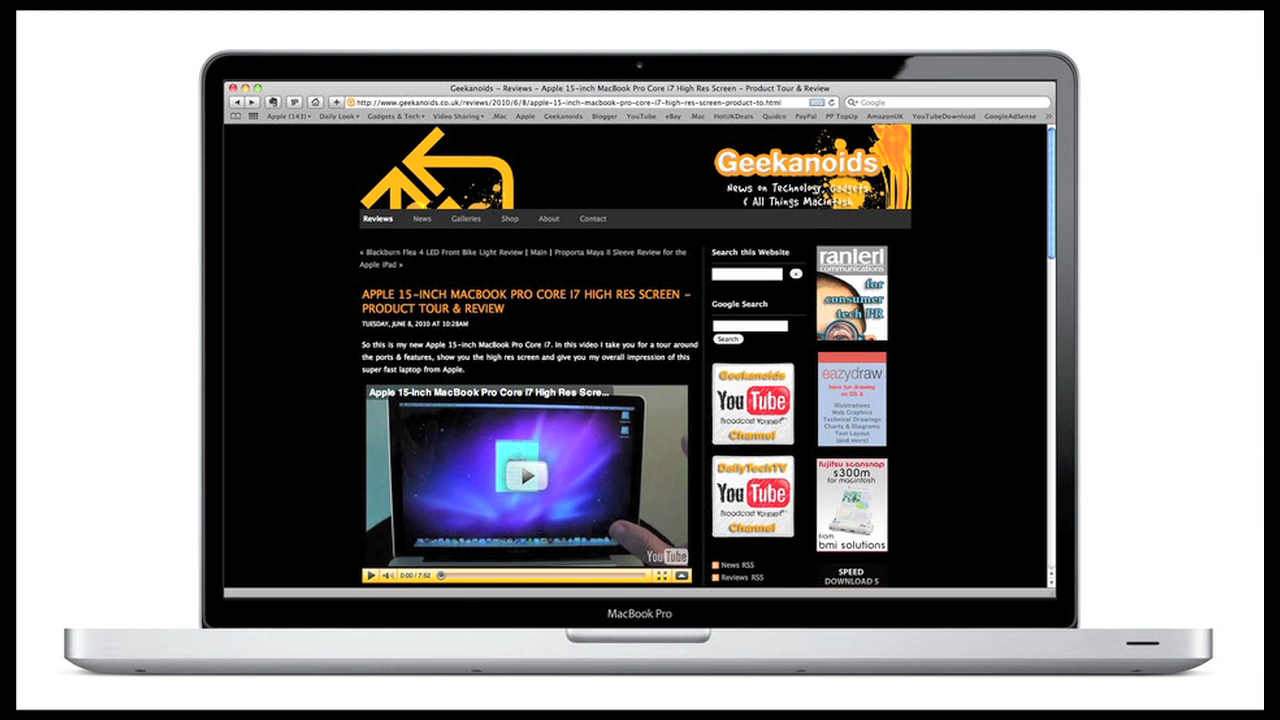 Geekanoids - Reviews - Apple 15-inch MacBook Pro Core i7 High Res Screen - Product Tour & Review
http://www.geekanoids.co.uk/reviews/2010/6/8/apple-15-inch-macbook-pro-core-i7-high-res-screen-product-to.html RSS Google
Apple (143) Daily Look Gadgets & Tech Video Sharing .Mac Apple Geekanoids Blogger YouTube eBay .Mac HotUKDeals Quidco PayPal PP TopUp AmazonUK YouTubeDownload GoogleAdSense
Geekanoids
News on Technology, Gadgets
& All Things Macintosh
Reviews News Galleries Shop About Contact
« Blackburn Flea 4 LED Front Bike Light Review | Main | Proporta Maya II Sleeve Review for the
Apple iPad »
APPLE 15-INCH MACBOOK PRO CORE I7 HIGH RES SCREEN -
PRODUCT TOUR & REVIEW
TUESDAY, JUNE 8, 2010 AT 10:28AM
So this is my new Apple 15-inch MacBook Pro Core i7. In this video I take you for a tour around
the ports & features, show you the high res screen and give you my overall impression of this
super fast laptop from Apple.
Apple 15-inch MacBook Pro Core i7 High Res Scre...
YouTube
0:00 / 7:52
Search this Website
Google Search
Search
Geekanoids
YouTube
Broadcast Yourself
Channel
DailyTechTV
YouTube
Broadcast Yourself
Channel
News RSS
Reviews RSS
ranieri
communications
for
consumer
tech PR
eazydraw
have fun drawing
on OS X
Illustrations
Web Graphics
Technical Drawings
Charts & Diagrams
Text Layout
(and more)
fujitsu scansnap
s300m
for macintosh
from
bmi solutions
SPEED
DOWNLOAD 5
MacBook Pro